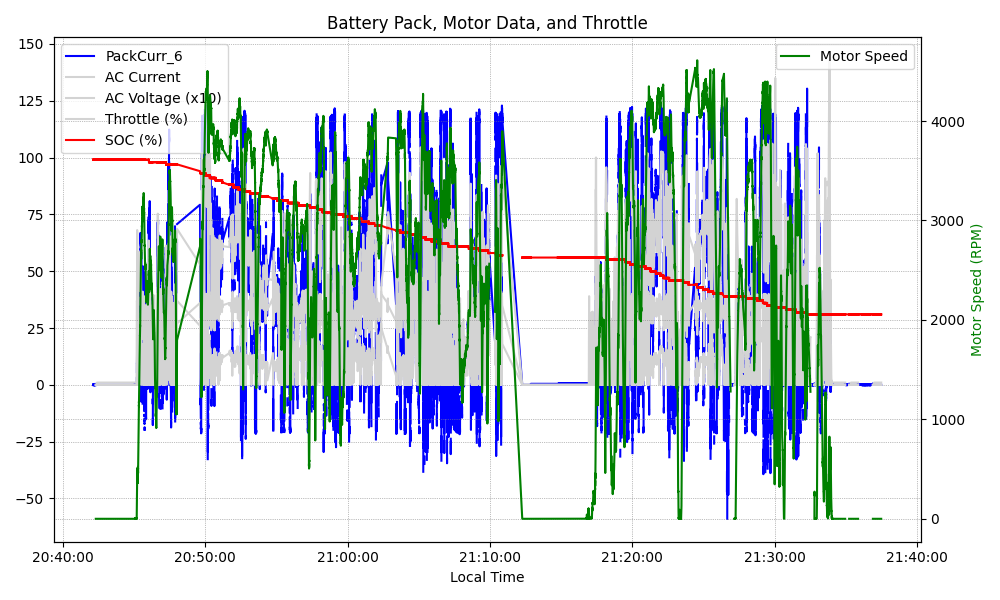 Battery Pack, Motor Data, and Throttle
PackCurr_6
AC Current
AC Voltage (x10)
Throttle (%)
SOC (%)
Motor Speed
150
125
100
75
50
25
0
−25
−50
4000
3000
2000
1000
0
Motor Speed (RPM)
20:40:00 20:50:00 21:00:00 21:10:00 21:20:00 21:30:00 21:40:00
Local Time